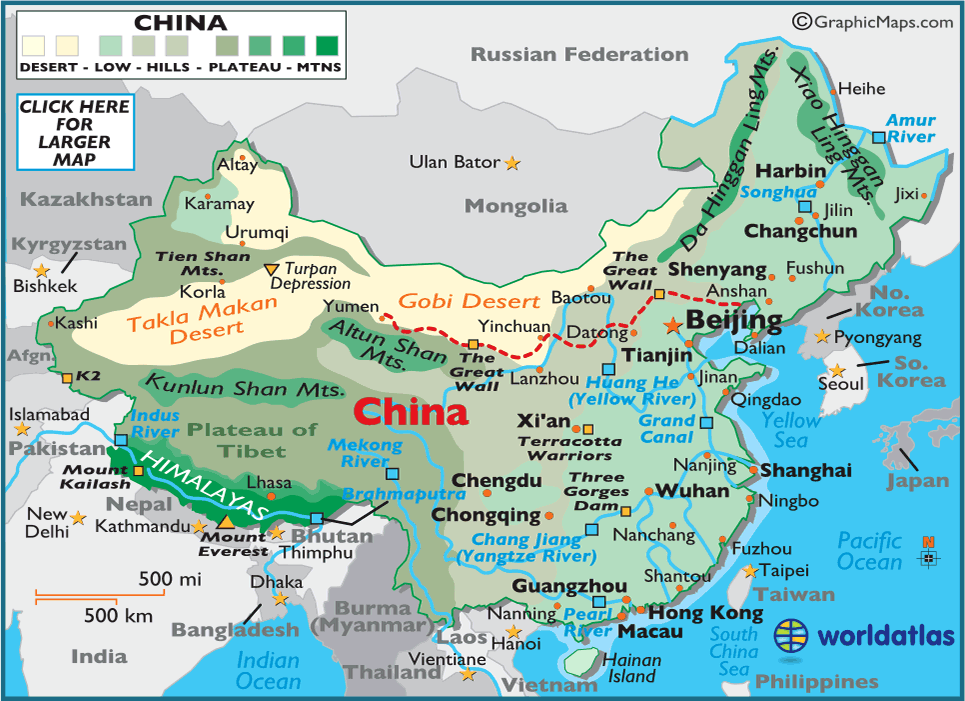 CHINA
DESERT - LOW - HILLS - PLATEAU - MTNS
© GraphicMaps.com
CLICK HERE
FOR
LARGER
MAP
Russian Federation
Heihe
Amur
River
Xiao Hinggan
Ling Mts.
Da Hinggan Ling Mts.
Ulan Bator
Altay
Kazakhstan
Karamay
Mongolia
Harbin
Songhua
Jixi
Jilin
Changchun
Urumqi
Kyrgyzstan
Bishkek
Tien Shan
Mts.
Turpan
Depression
Korla
The
Great
Wall
Shenyang
Fushun
Anshan
Takla Makan
Desert
Gobi Desert
Baotou
No.
Korea
Yumen
Kashi
Yinchuan
Datong
Beijing
Pyongyang
Altun Shan
Mts.
The
Great
Wall
Tianjin
Dalian
Afgn.
K2
Lanzhou
Huang He
(Yellow River)
Jinan
Seoul
So.
Korea
Kunlun Shan Mts.
Qingdao
Islamabad
Indus
River
China
Xi'an
Terracotta
Warriors
Grand
Canal
Yellow
Sea
Pakistan
Plateau of
Tibet
Mekong
River
Nanjing
Shanghai
Japan
HIMALAYAS
Mount
Kailash
Lhasa
Brahmaputra
Chengdu
Three
Gorges
Dam
Wuhan
Ningbo
New
Delhi
Nepal
Kathmandu
Mount
Everest
Bhutan
Thimphu
Chongqing
Chang Jiang
(Yangtze River)
Nanchang
Fuzhou
Pacific
Ocean
N
Taipei
Taiwan
500 mi
500 km
Dhaka
Bangladesh
Burma
(Myanmar)
Guangzhou
Shantou
Nanning
Pearl
River
Hong Kong
Macau
India
Indian
Ocean
Laos
Hanoi
Vientiane
Thailand
Vietnam
Hainan
Island
South
China
Sea
worldatlas
Philippines